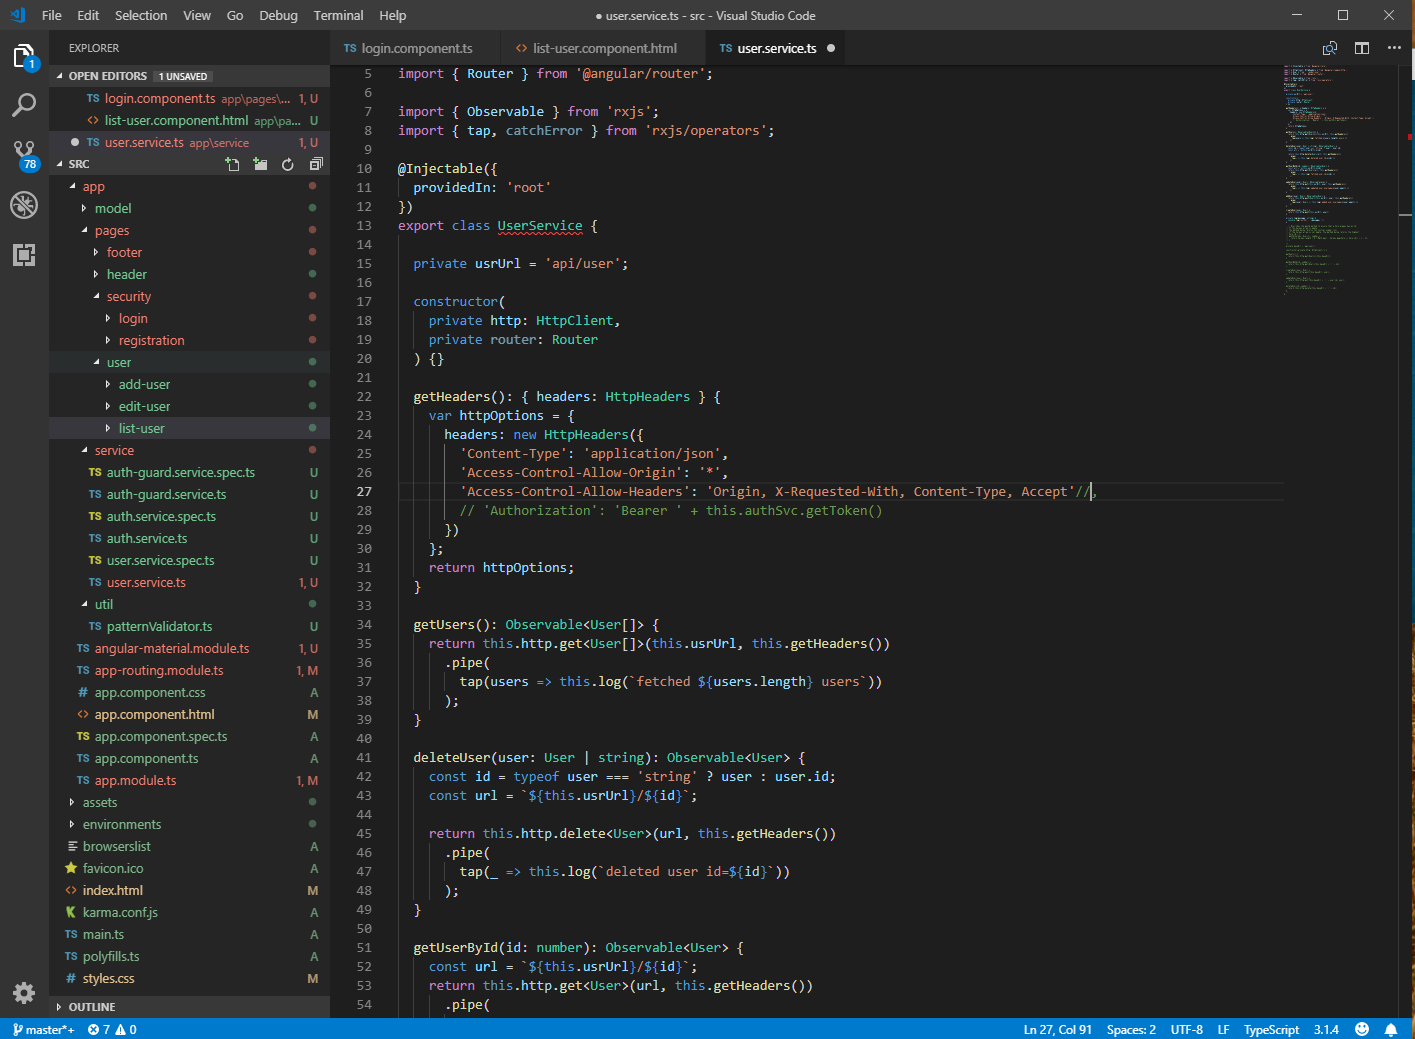 File Edit Selection View Go Debug Terminal Help
● user.service.ts - src - Visual Studio Code
EXPLORER
OPEN EDITORS 1 UNSAVED
TS login.component.ts app\pages\... 1, U
<> list-user.component.html app\pa... U
● TS user.service.ts app\service 1, U
SRC
app
model
pages
footer
header
security
login
registration
user
add-user
edit-user
list-user
service
TS auth-guard.service.spec.ts U
TS auth-guard.service.ts U
TS auth.service.spec.ts U
TS auth.service.ts U
TS user.service.spec.ts U
TS user.service.ts 1, U
util
TS patternValidator.ts U
TS angular-material.module.ts 1, U
TS app-routing.module.ts 1, M
# app.component.css A
<> app.component.html M
TS app.component.spec.ts A
TS app.component.ts A
TS app.module.ts 1, M
assets
environments
browserslist A
favicon.ico A
<> index.html M
K karma.conf.js A
TS main.ts A
TS polyfills.ts A
# styles.css M
OUTLINE
1
78
TS login.component.ts
<> list-user.component.html
TS user.service.ts ●
5 import { Router } from '@angular/router';
6
7 import { Observable } from 'rxjs';
8 import { tap, catchError } from 'rxjs/operators';
9
10 @Injectable({
11   providedIn: 'root'
12 })
13 export class UserService {
14
15   private usrUrl = 'api/user';
16
17   constructor(
18     private http: HttpClient,
19     private router: Router
20   ) {}
21
22   getHeaders(): { headers: HttpHeaders } {
23     var httpOptions = {
24       headers: new HttpHeaders({
25         'Content-Type': 'application/json',
26         'Access-Control-Allow-Origin': '*',
27         'Access-Control-Allow-Headers': 'Origin, X-Requested-With, Content-Type, Accept'//,
28         // 'Authorization': 'Bearer ' + this.authSvc.getToken()
29       })
30     };
31     return httpOptions;
32   }
33
34   getUsers(): Observable<User[]> {
35     return this.http.get<User[]>(this.usrUrl, this.getHeaders())
36       .pipe(
37         tap(users => this.log(`fetched ${users.length} users`))
38       );
39   }
40
41   deleteUser(user: User | string): Observable<User> {
42     const id = typeof user === 'string' ? user : user.id;
43     const url = `${this.usrUrl}/${id}`;
44
45     return this.http.delete<User>(url, this.getHeaders())
46       .pipe(
47         tap(_ => this.log(`deleted user id=${id}`))
48       );
49   }
50
51   getUserById(id: number): Observable<User> {
52     const url = `${this.usrUrl}/${id}`;
53     return this.http.get<User>(url, this.getHeaders())
54       .pipe(
master*+ 7 0
Ln 27, Col 91 Spaces: 2 UTF-8 LF TypeScript 3.1.4